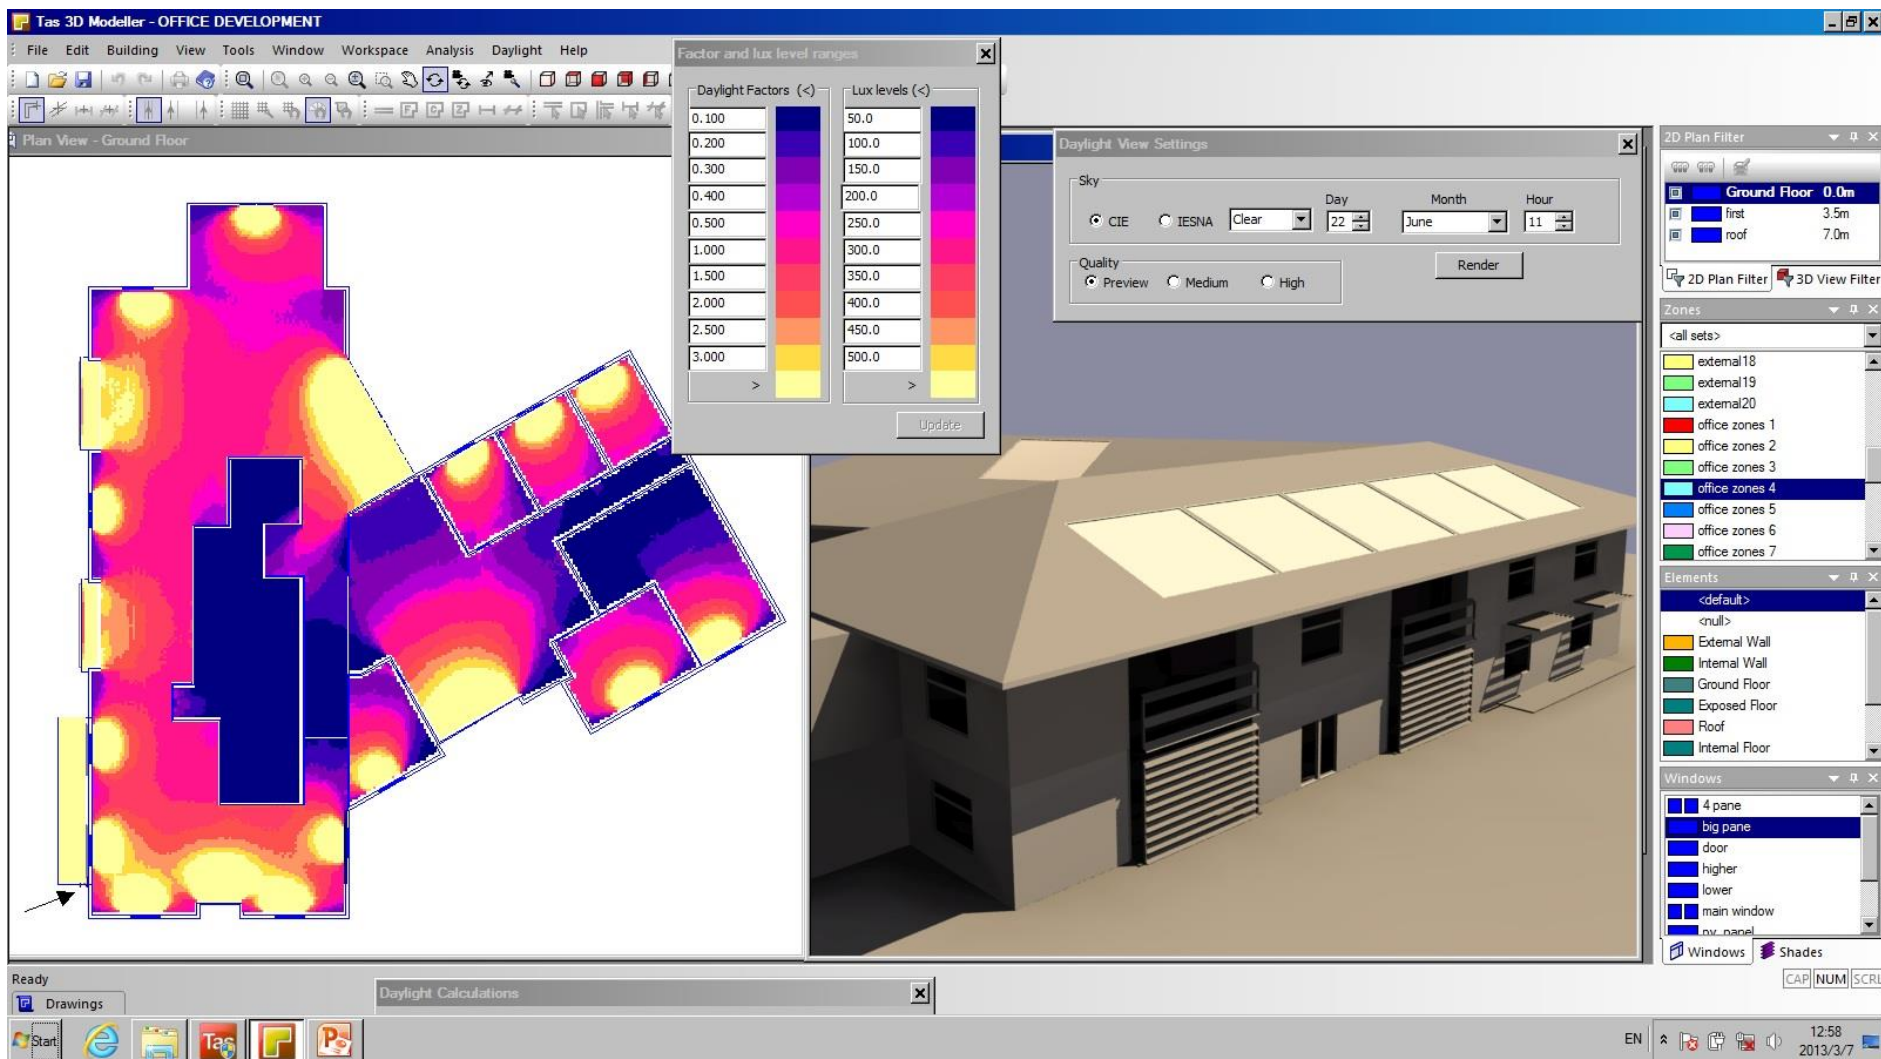 Tas 3D Modeller - OFFICE DEVELOPMENT
File Edit Building View Tools Window Workspace Analysis Daylight Help
Plan View - Ground Floor
Factor and lux level ranges
Daylight Factors (<) Lux levels (<)
0.100 50.0
0.200 100.0
0.300 150.0
0.400 200.0
0.500 250.0
1.000 300.0
1.500 350.0
2.000 400.0
2.500 450.0
3.000 500.0
> >
Update
Daylight View Settings
Sky
Day Month Hour
CIE IESNA Clear 22 June 11
Quality
Preview Medium High
Render
2D Plan Filter
Ground Floor 0.0m
first 3.5m
roof 7.0m
2D Plan Filter 3D View Filter
Zones
<all sets>
external18
external19
external20
office zones 1
office zones 2
office zones 3
office zones 4
office zones 5
office zones 6
office zones 7
Elements
<default>
<null>
External Wall
Internal Wall
Ground Floor
Exposed Floor
Roof
Internal Floor
Windows
4 pane
big pane
door
higher
lower
main window
pv panel
Windows Shades
Ready
CAP NUM SCRL
Drawings
Daylight Calculations
Start
Tas
EN
12:58
2013/3/7